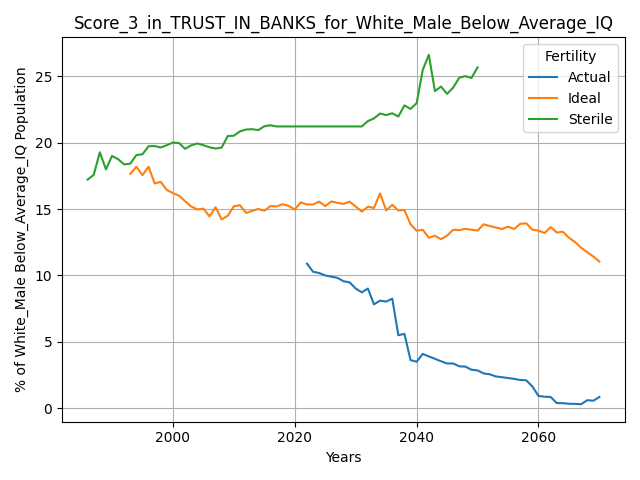 Score_3_in_TRUST_IN_BANKS_for_White_Male_Below_Average_IQ
% of White_Male Below_Average_IQ Population
25
20
15
10
5
0
Fertility
Actual
Ideal
Sterile
2000
2020
2040
2060
Years